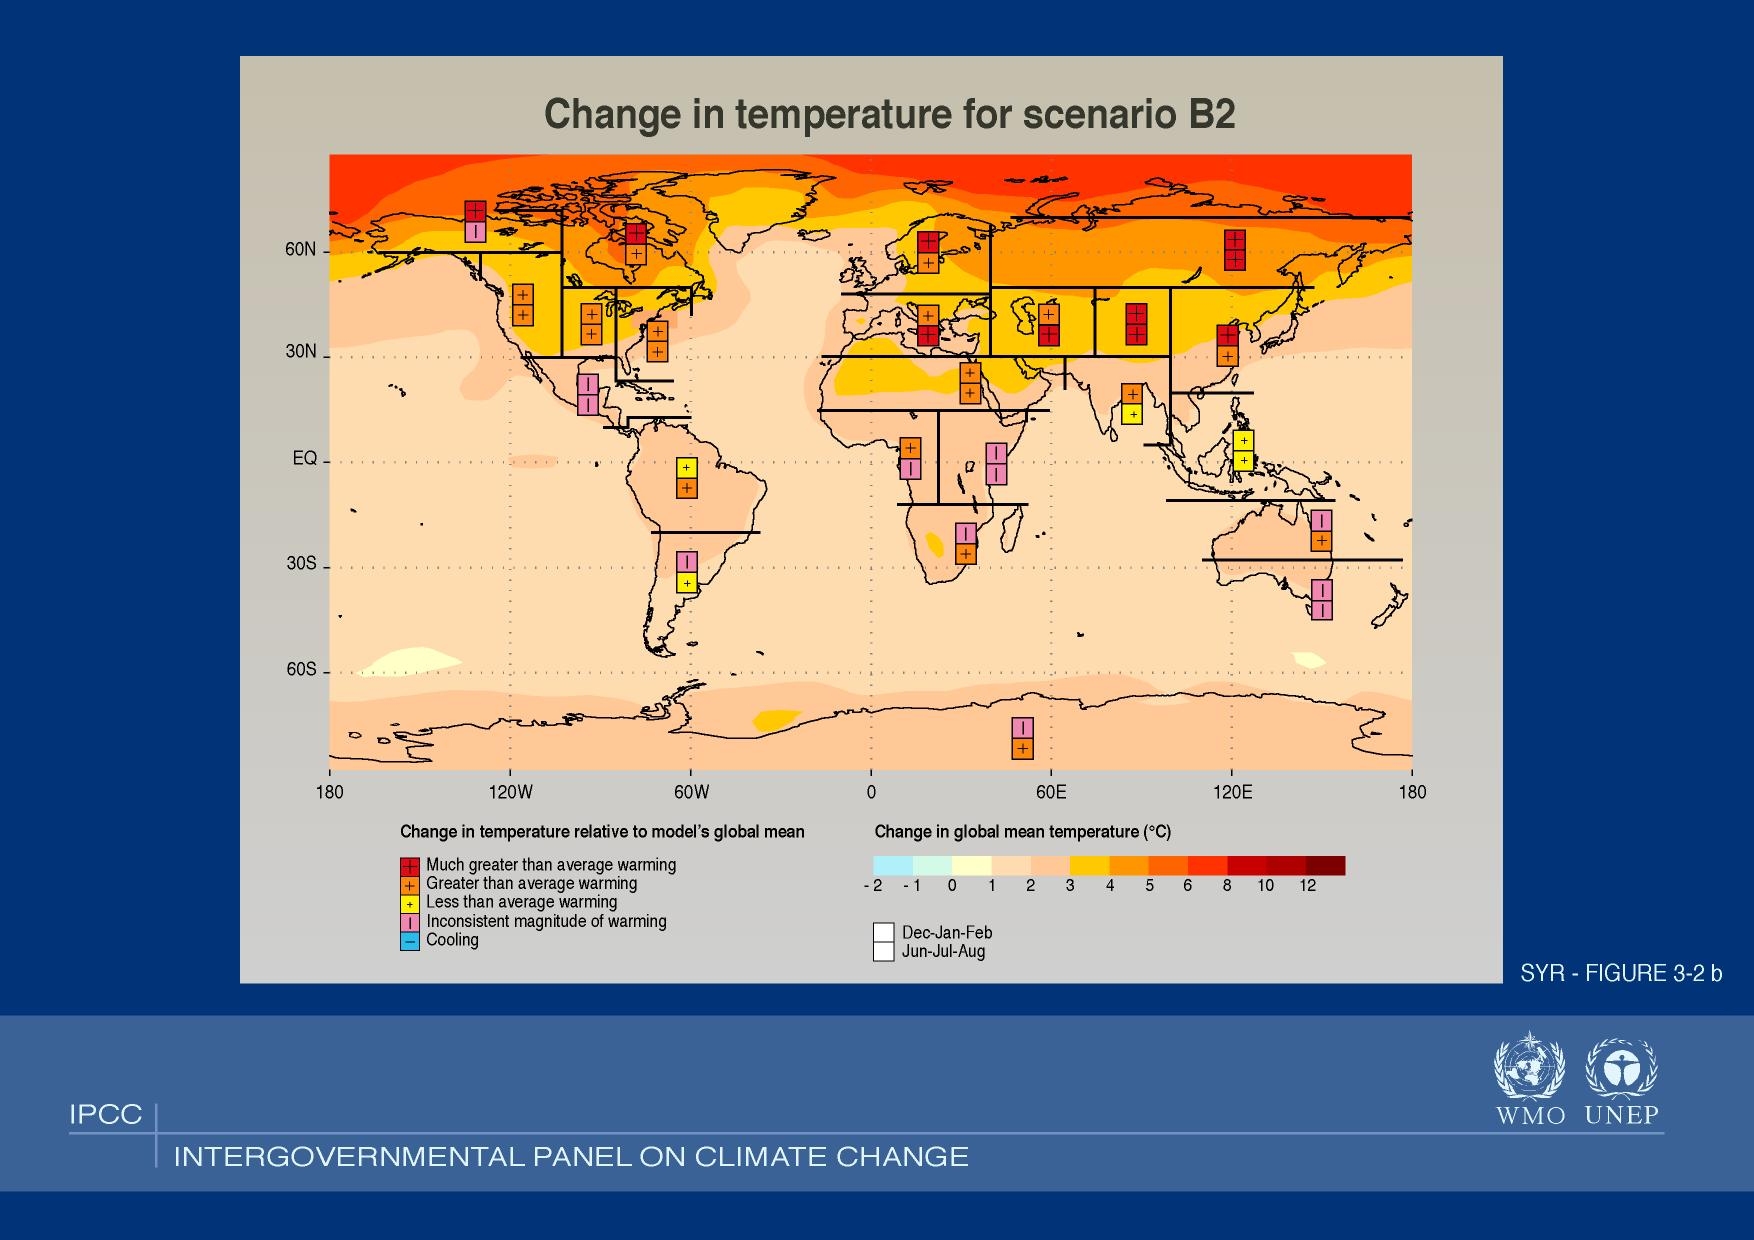 Change in temperature for scenario B2
60N
30N
EQ
30S
60S
180 120W 60W 0 60E 120E 180
Change in temperature relative to model's global mean
Much greater than average warming
Greater than average warming
Less than average warming
Inconsistent magnitude of warming
Cooling
Change in global mean temperature (°C)
- 2 - 1 0 1 2 3 4 5 6 8 10 12
Dec-Jan-Feb
Jun-Jul-Aug
SYR - FIGURE 3-2 b
WMO UNEP
IPCC
INTERGOVERNMENTAL PANEL ON CLIMATE CHANGE